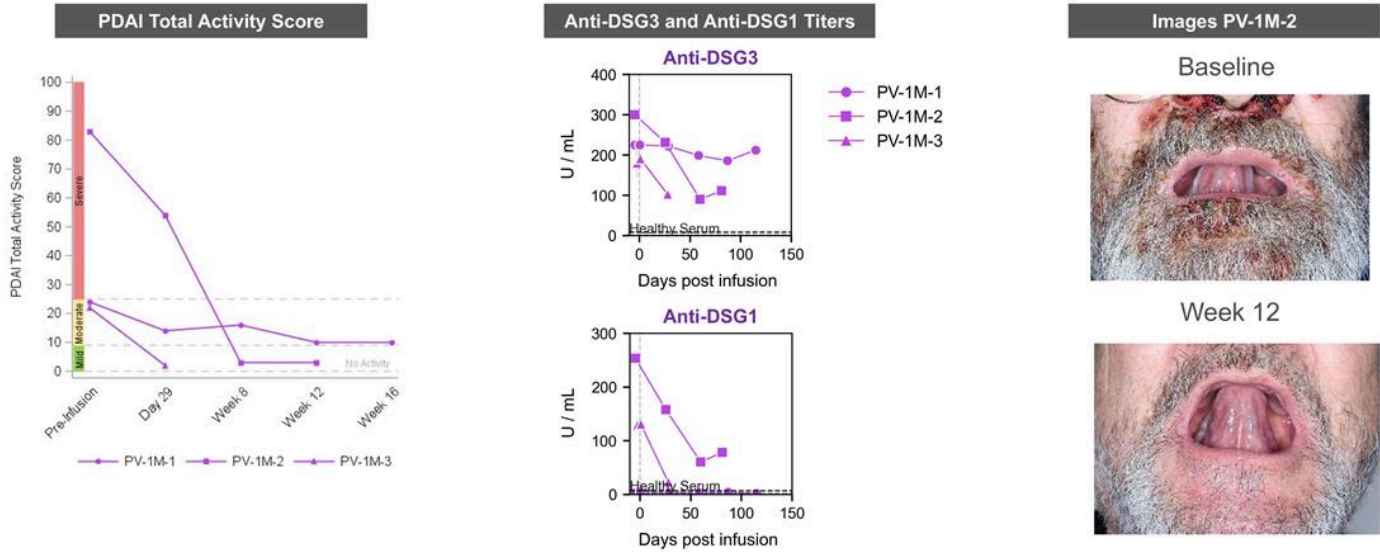 PDAI Total Activity Score
Anti-DSG3 and Anti-DSG1 Titers
Images PV-1M-2
PDAI Total Activity Score
100
90
80
70
60
50
40
30
20
10
0
Severe
Moderate
Mild
No Activity
Pre-Infusion
Day 29
Week 8
Week 12
Week 16
PV-1M-1
PV-1M-2
PV-1M-3
Anti-DSG3
U / mL
400
300
200
100
0
Healthy Serum
0
50
100
150
Days post infusion
PV-1M-1
PV-1M-2
PV-1M-3
Anti-DSG1
U / mL
300
200
100
0
Healthy Serum
0
50
100
150
Days post infusion
Baseline
Week 12